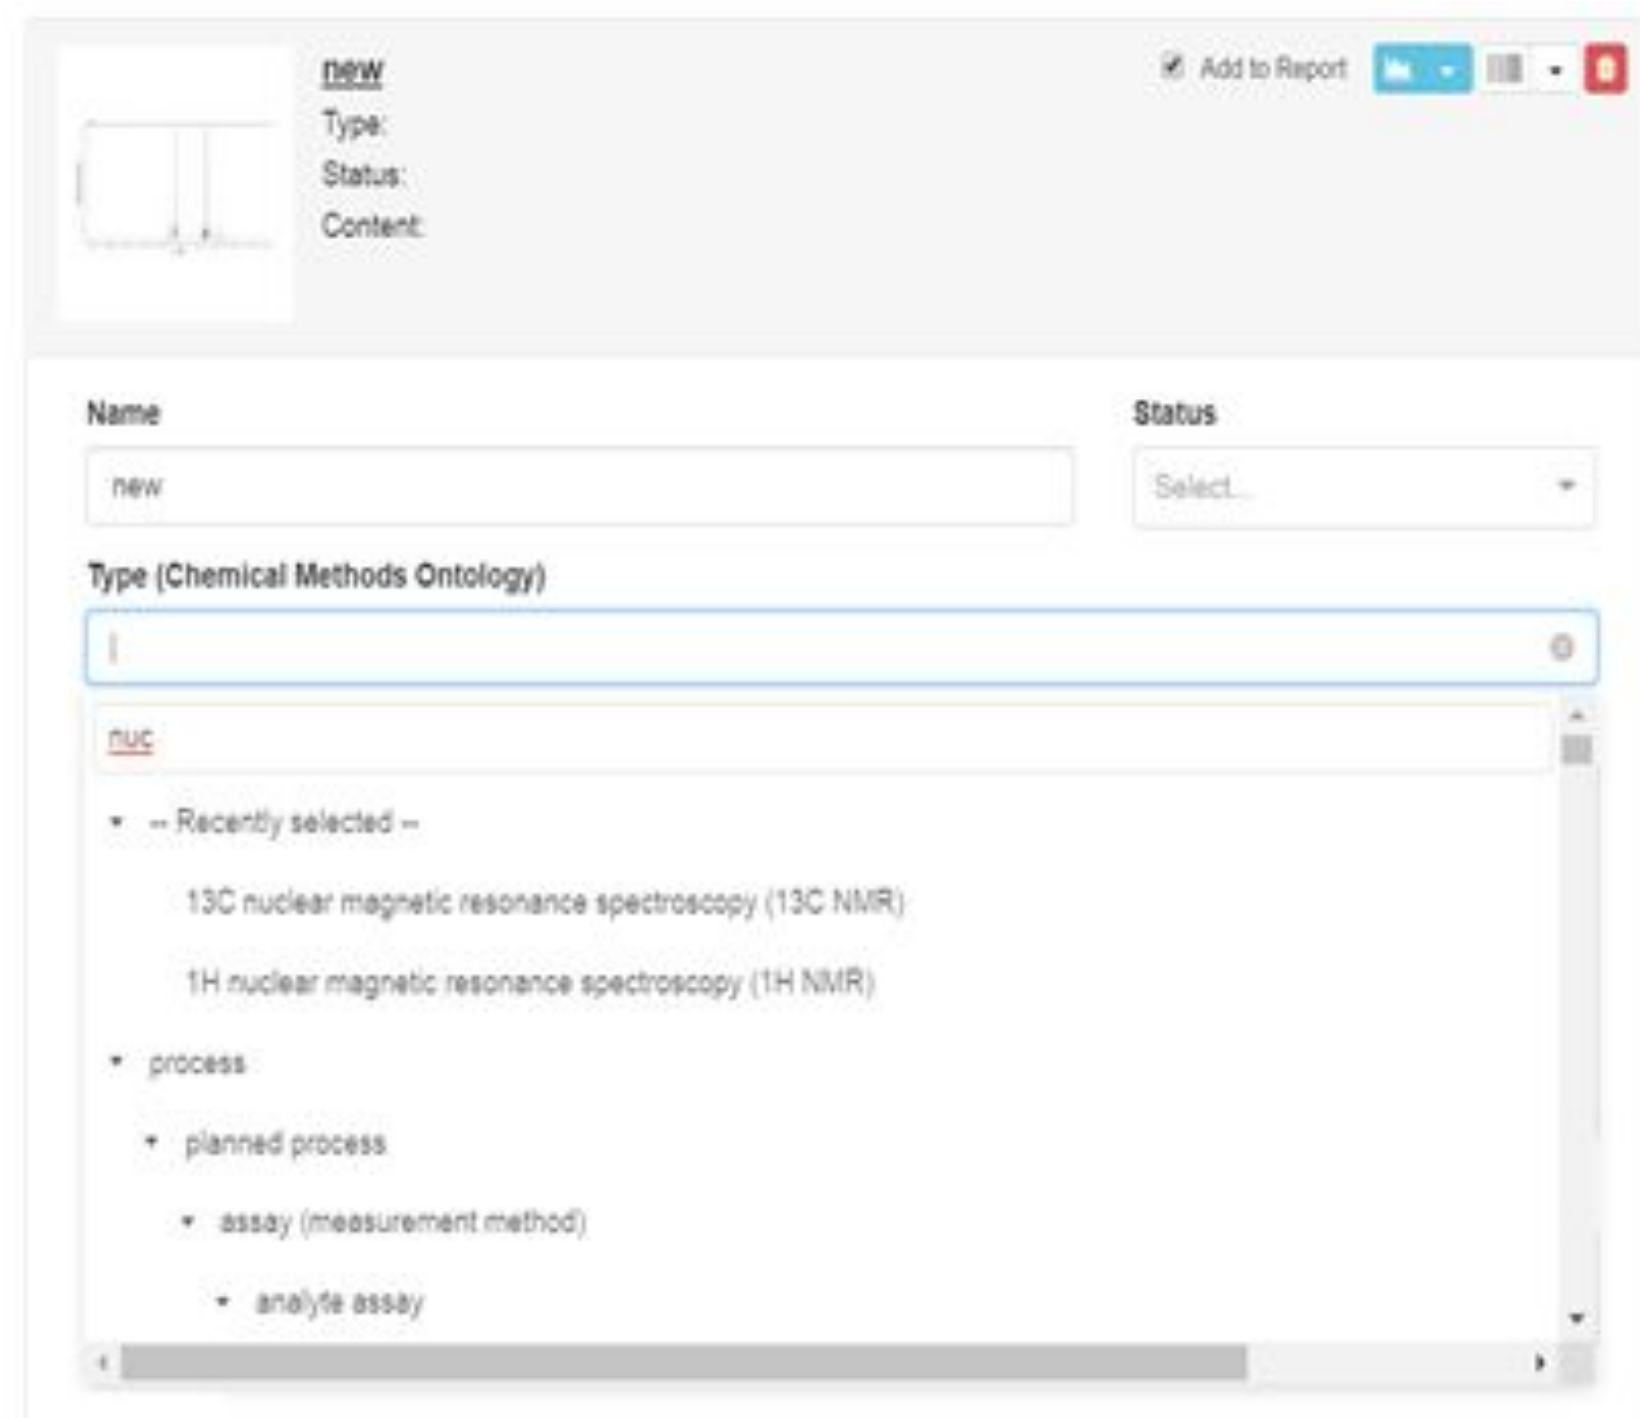 new
Add to Report
Type:
Status:
Content:
Name
Status
new
Select...
Type (Chemical Methods Ontology)
nuc
-- Recently selected --
13C nuclear magnetic resonance spectroscopy (13C NMR)
1H nuclear magnetic resonance spectroscopy (1H NMR)
process
planned process
assay (measurement method)
analyte assay